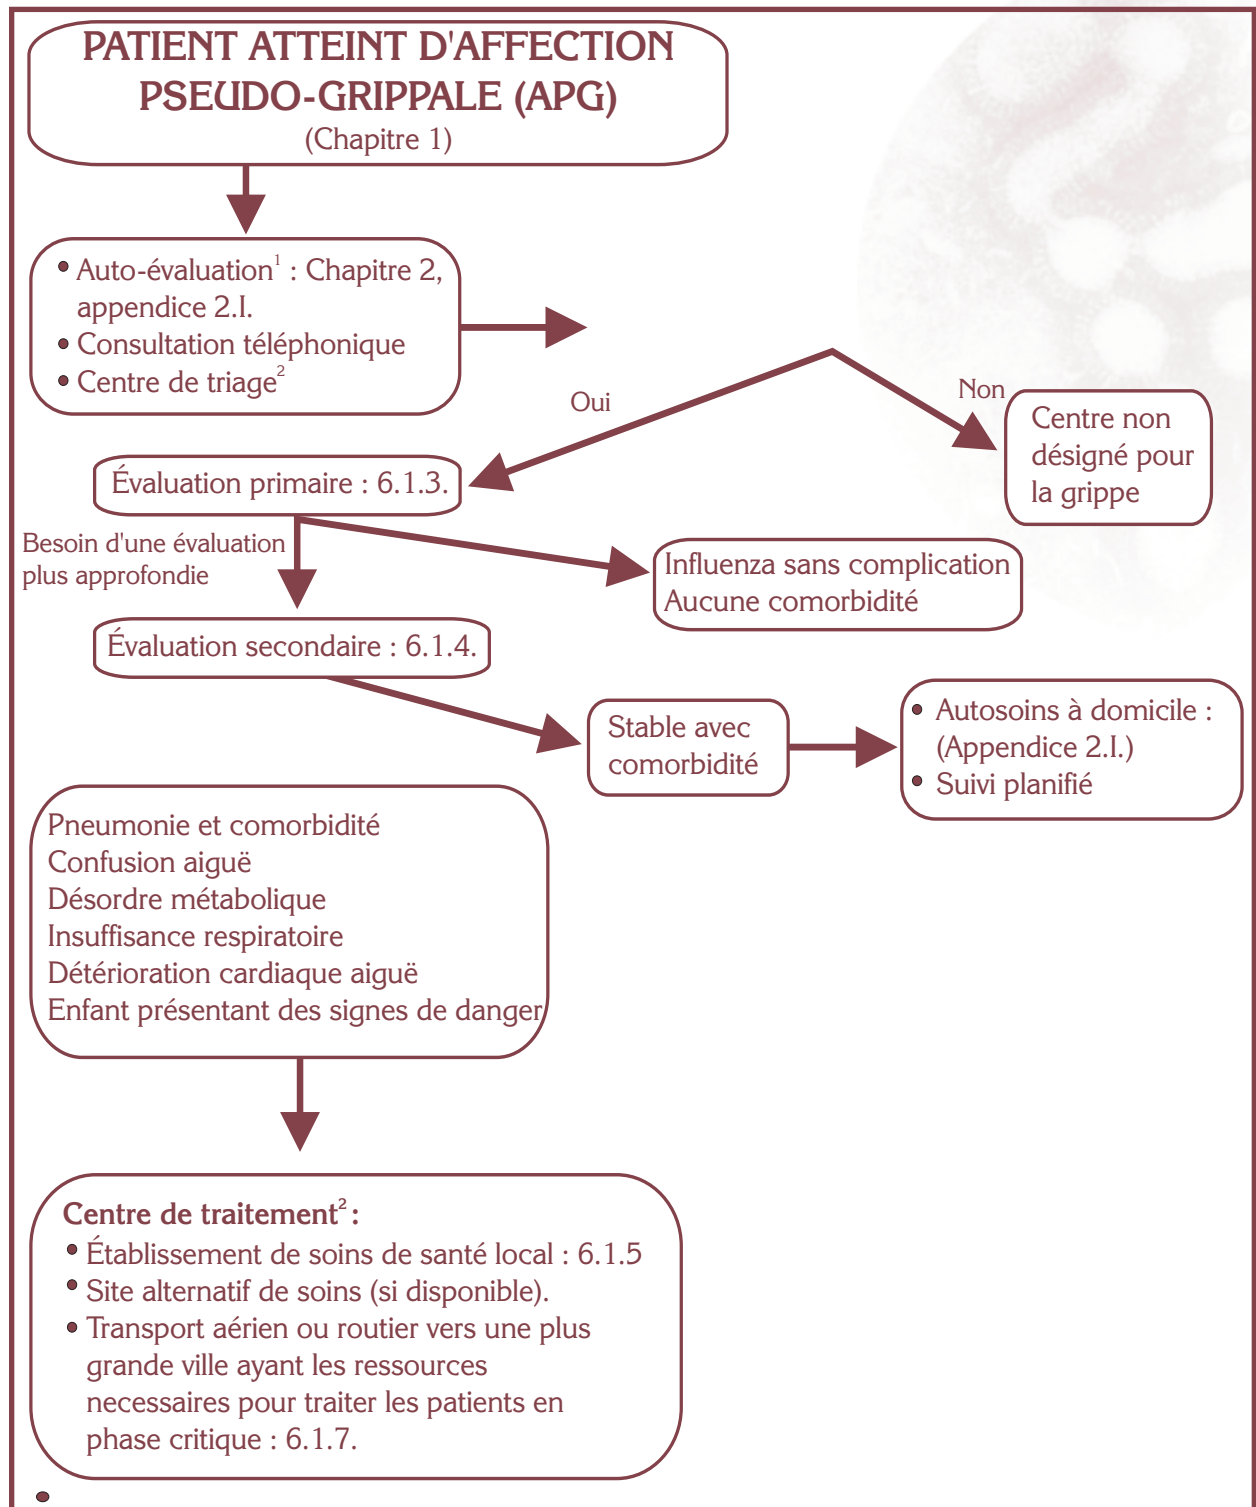 PATIENT ATTEINT D'AFFECTION
PSEUDO-GRIPPALE (APG)
(Chapitre 1)
• Auto-évaluation¹ : Chapitre 2,
appendice 2.I.
• Consultation téléphonique
• Centre de triage²
Oui
Non
Centre non
désigné pour
la grippe
Évaluation primaire : 6.1.3.
Besoin d'une évaluation
plus approfondie
Influenza sans complication
Aucune comorbidité
Évaluation secondaire : 6.1.4.
Stable avec
comorbidité
• Autosoins à domicile :
(Appendice 2.I.)
• Suivi planifié
Pneumonie et comorbidité
Confusion aiguë
Désordre métabolique
Insuffisance respiratoire
Détérioration cardiaque aiguë
Enfant présentant des signes de danger
Centre de traitement² :
• Établissement de soins de santé local : 6.1.5
• Site alternatif de soins (si disponible).
• Transport aérien ou routier vers une plus
grande ville ayant les ressources
necessaires pour traiter les patients en
phase critique : 6.1.7.
•